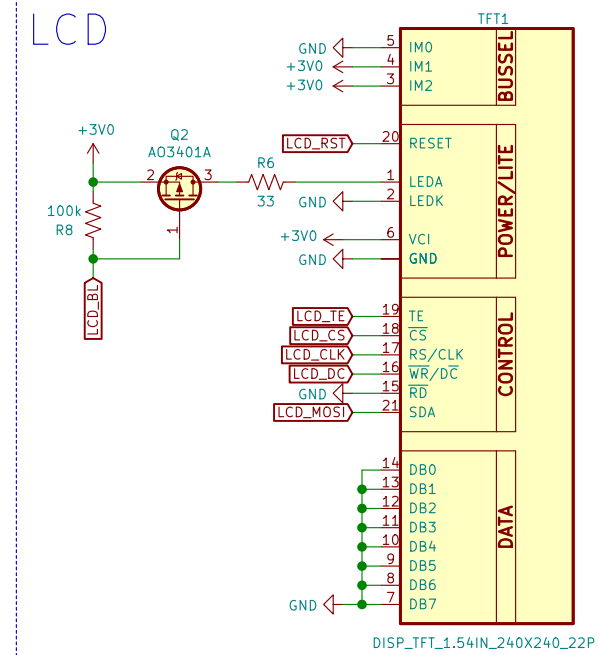 LCD
TFT1
GND 5 IM0
+3V0 4 IM1
+3V0 3 IM2
BUSSEL
LCD_RST 20 RESET
+3V0
Q2
AO3401A
2 3 1
R6
33
1 LEDA
GND 2 LEDK
+3V0 6 VCI
GND GND
POWER/LITE
100k
R8
LCD_BL
LCD_TE 19 TE
LCD_CS 18 CS
LCD_CLK 17 RS/CLK
LCD_DC 16 WR/DC
GND 15 RD
LCD_MOSI 21 SDA
CONTROL
14 DB0
13 DB1
12 DB2
11 DB3
10 DB4
9 DB5
8 DB6
GND 7 DB7
DATA
DISP_TFT_1.54IN_240X240_22P